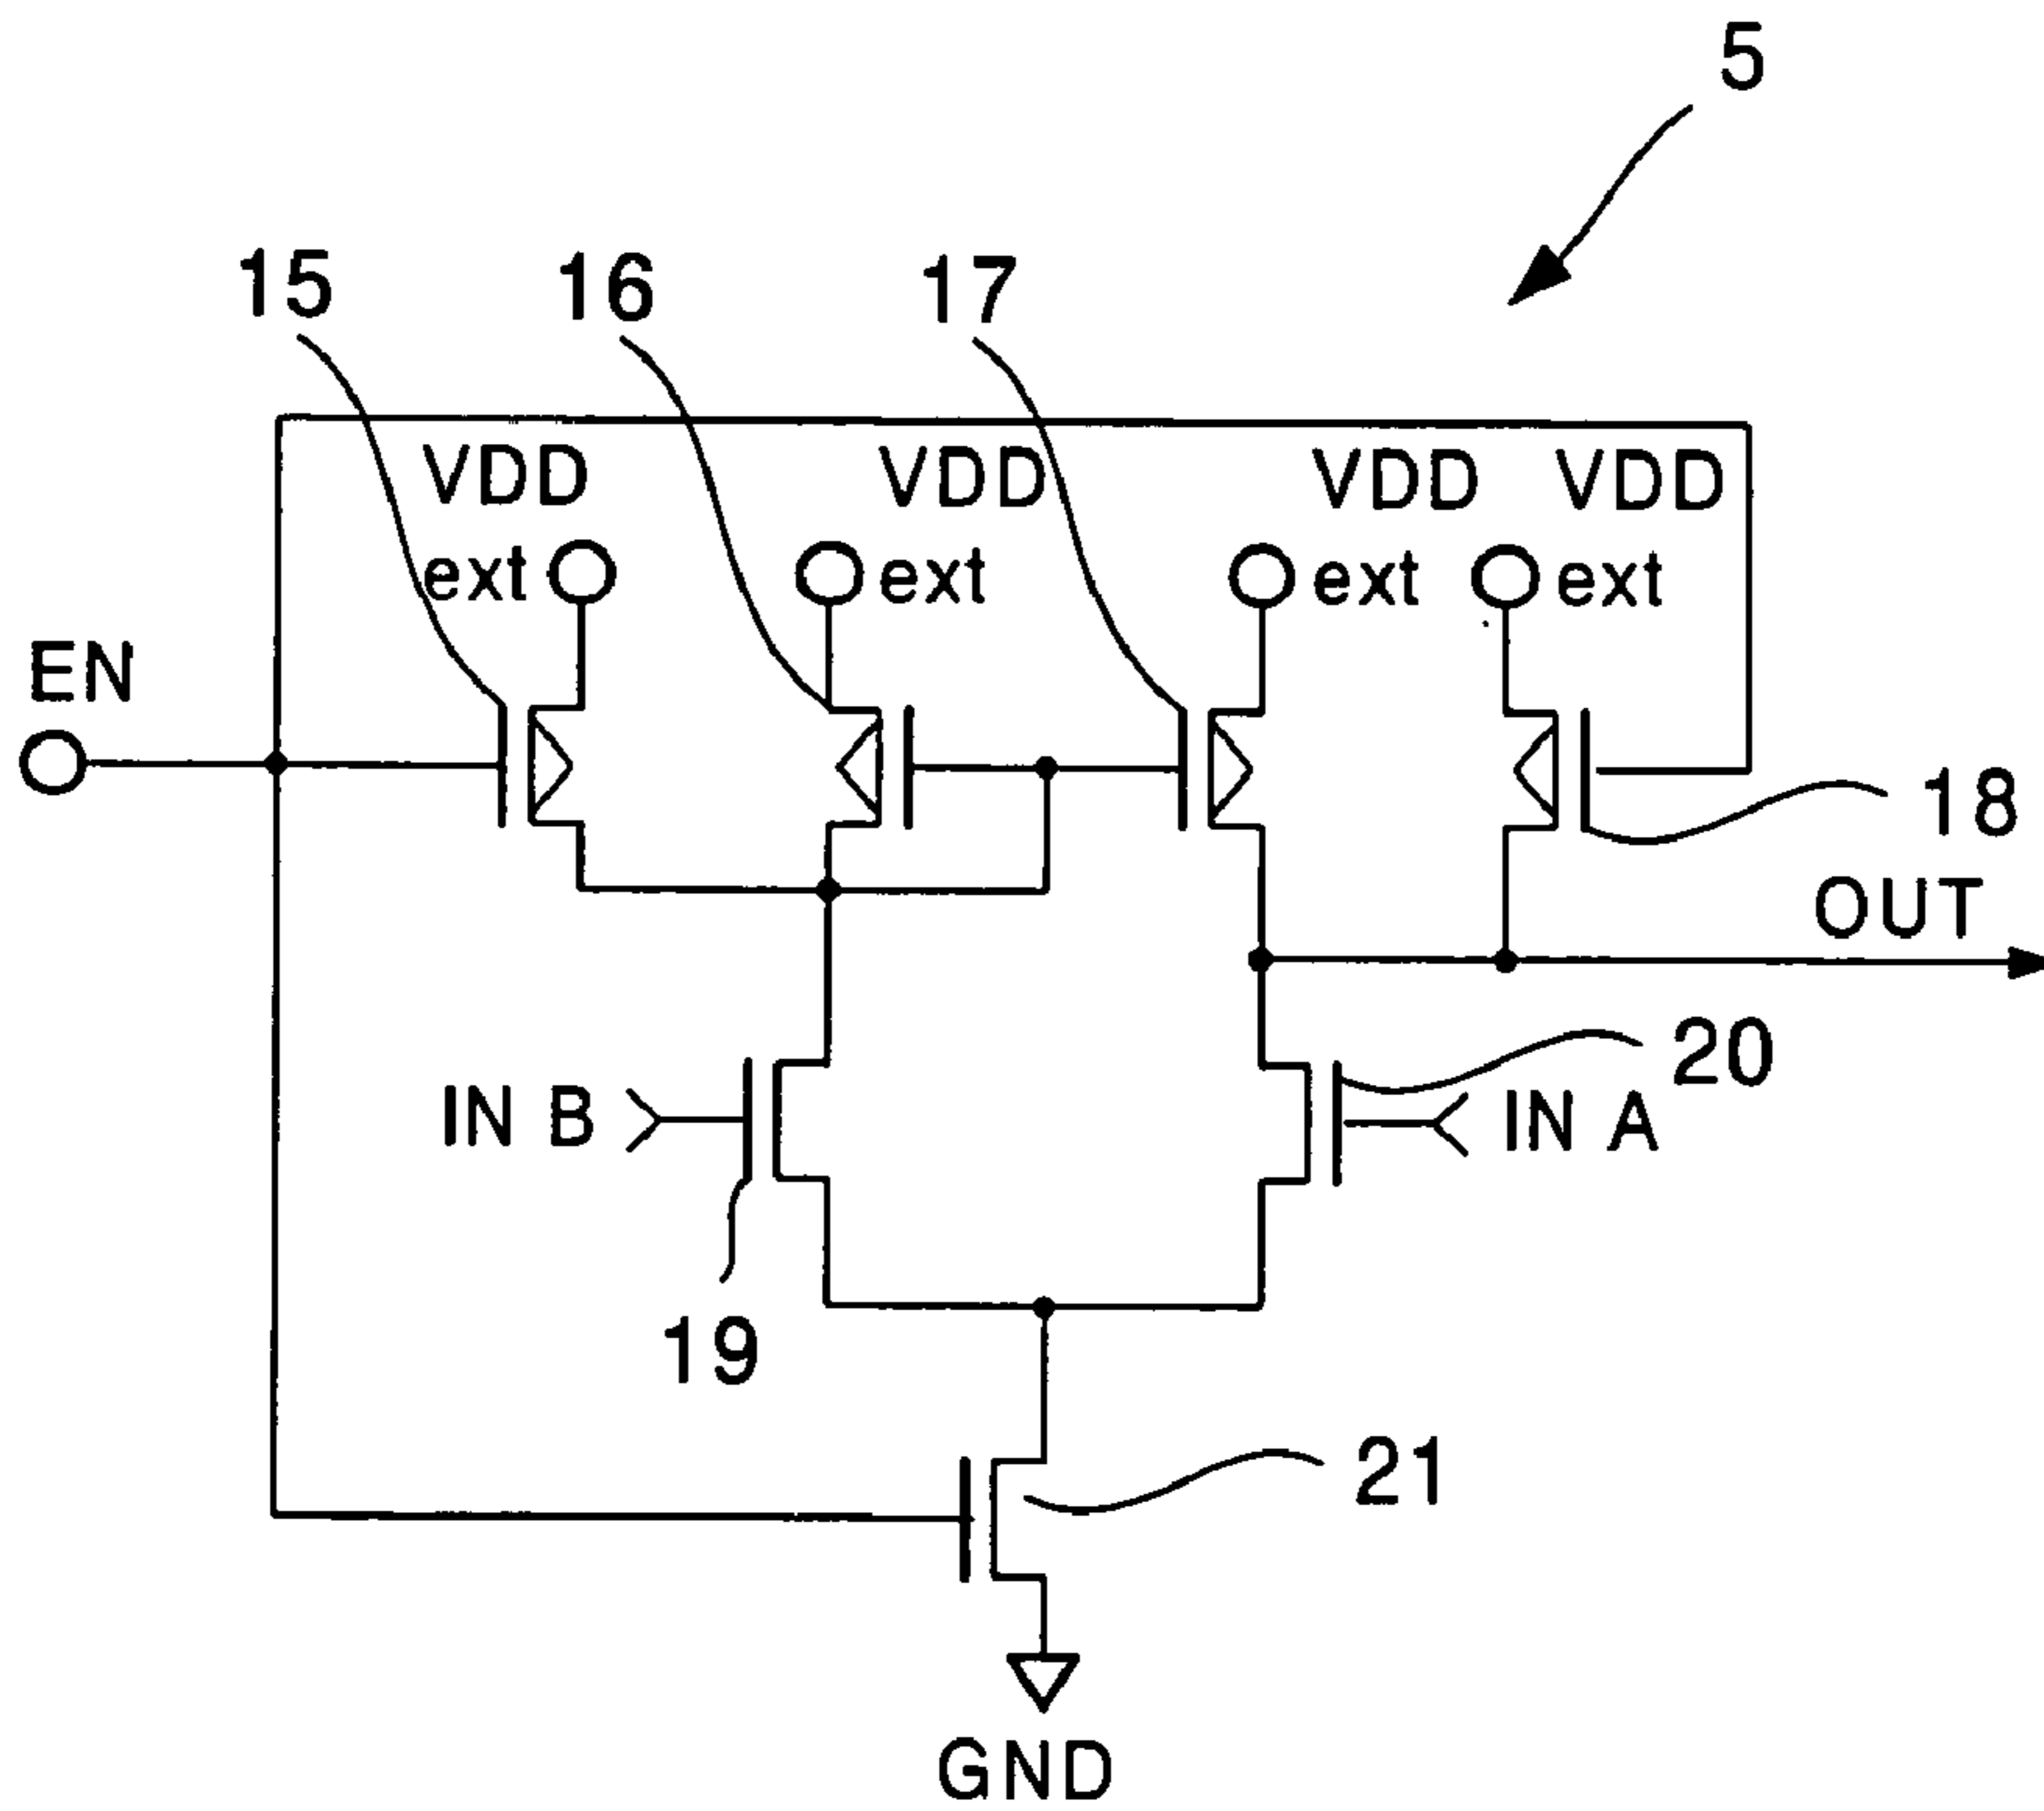 5
15 16 17
VDD VDD VDD VDD
ext ext ext ext
EN
18
OUT
20
IN B IN A
19
21
GND